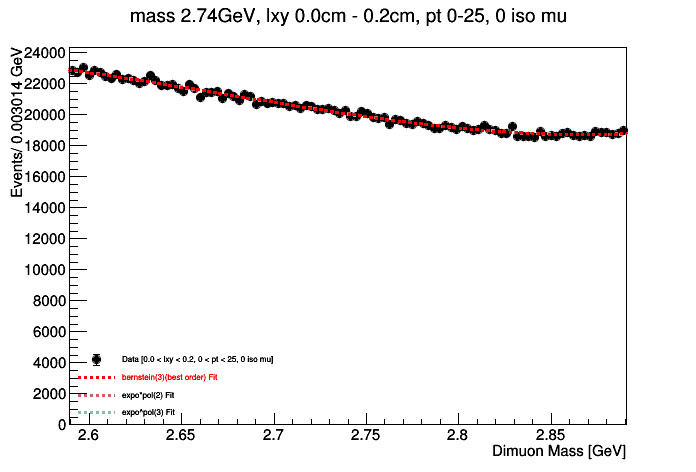 mass 2.74GeV, lxy 0.0cm - 0.2cm, pt 0-25, 0 iso mu
Events/ 0.003014 GeV
24000
22000
20000
18000
16000
14000
12000
10000
8000
6000
4000
2000
0
Data [0.0 < lxy < 0.2, 0 < pt < 25, 0 iso mu]
bernstein(3)(best order) Fit
expo*pol(2) Fit
expo^pol(3) Fit
2.6 2.65 2.7 2.75 2.8 2.85
Dimuon Mass [GeV]